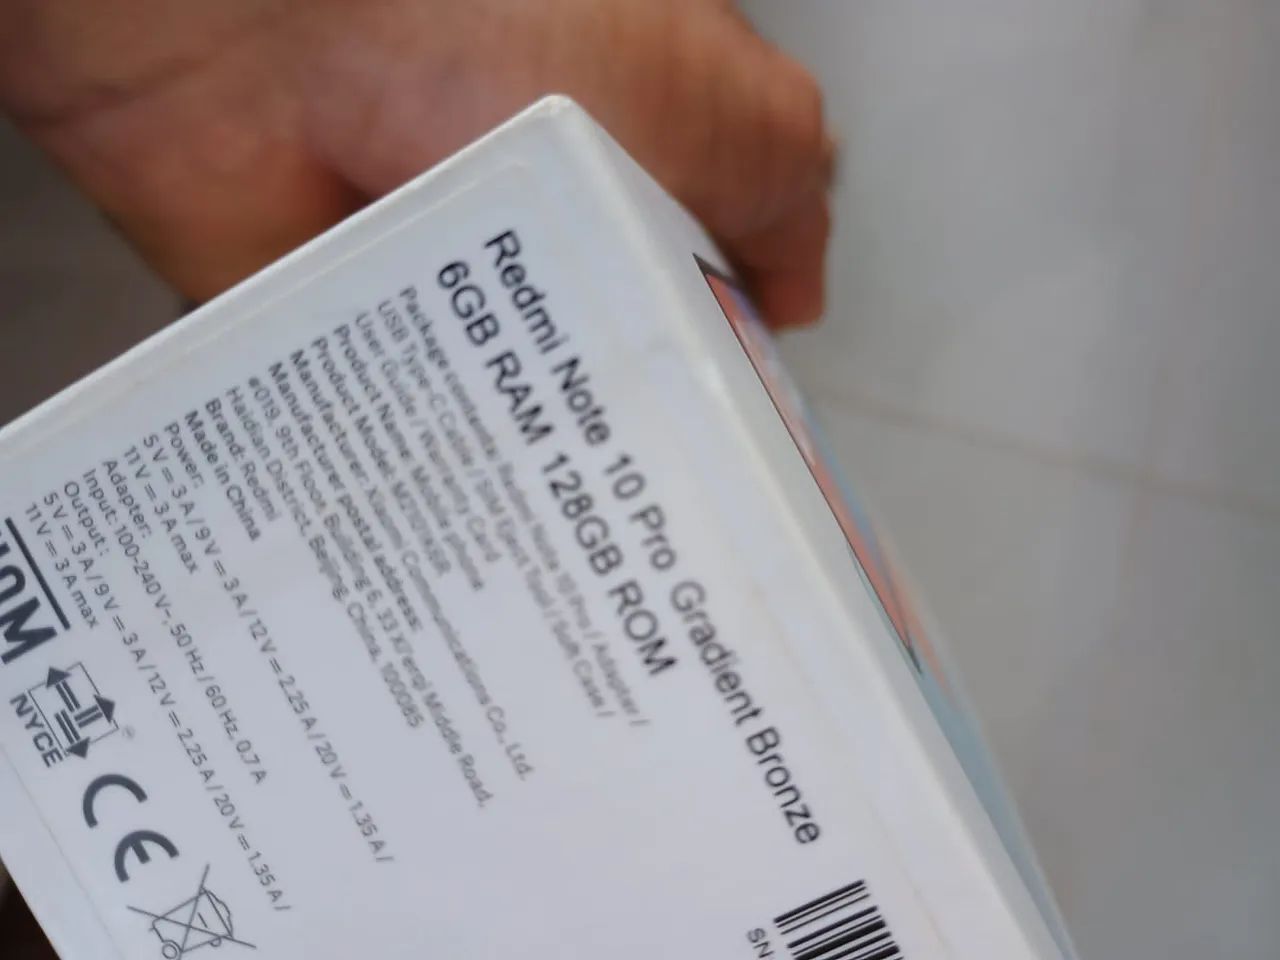 Redmi Note 10 Pro Gradient Bronze
6GB RAM 128GB ROM
Package contents: Redmi Note 10 Pro / Adapter /
USB Type-C Cable / SIM Eject Tool / Soft Case /
User Guide / Warranty Card
Product Name: Mobile phone
Product Model:
Manufacturer: Xiaomi Communications Co., Ltd.
Manufacturer postal address:
#019, 9th Floor, Building 6, 33 Xi'erqi Middle Road,
Haidian District, Beijing, China, 100085
Brand: Redmi
Made in China
Power:
5V⎓3A/9V⎓3A/12V⎓2.25A/20V⎓1.35A/
11V⎓3A max
Adapter:
Input: 100-240V~, 50Hz/60Hz, 0.7A
Output:
5V⎓3A/9V⎓3A/12V⎓2.25A/20V⎓1.35A/
11V⎓3A max
NOM
NYCE
CE
SN